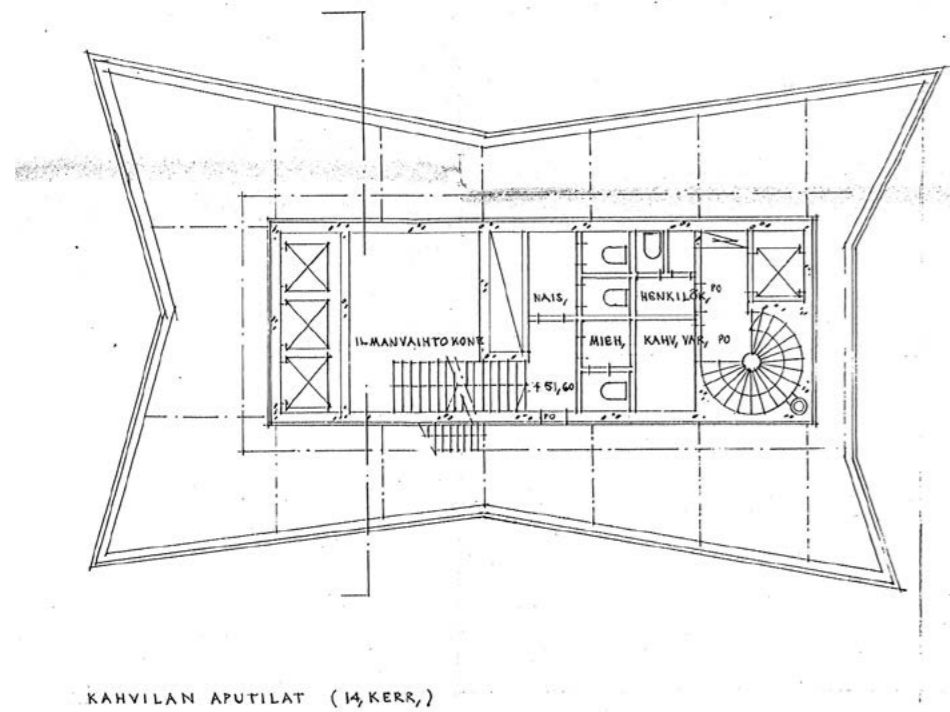 NAIS,
HENKILÖK, PO
ILMANVAIHTOKONE
MIEH,
KAHV, VAR, PO
+ 51,60
PO
KAHVILAN APUTILAT (14, KERR,)